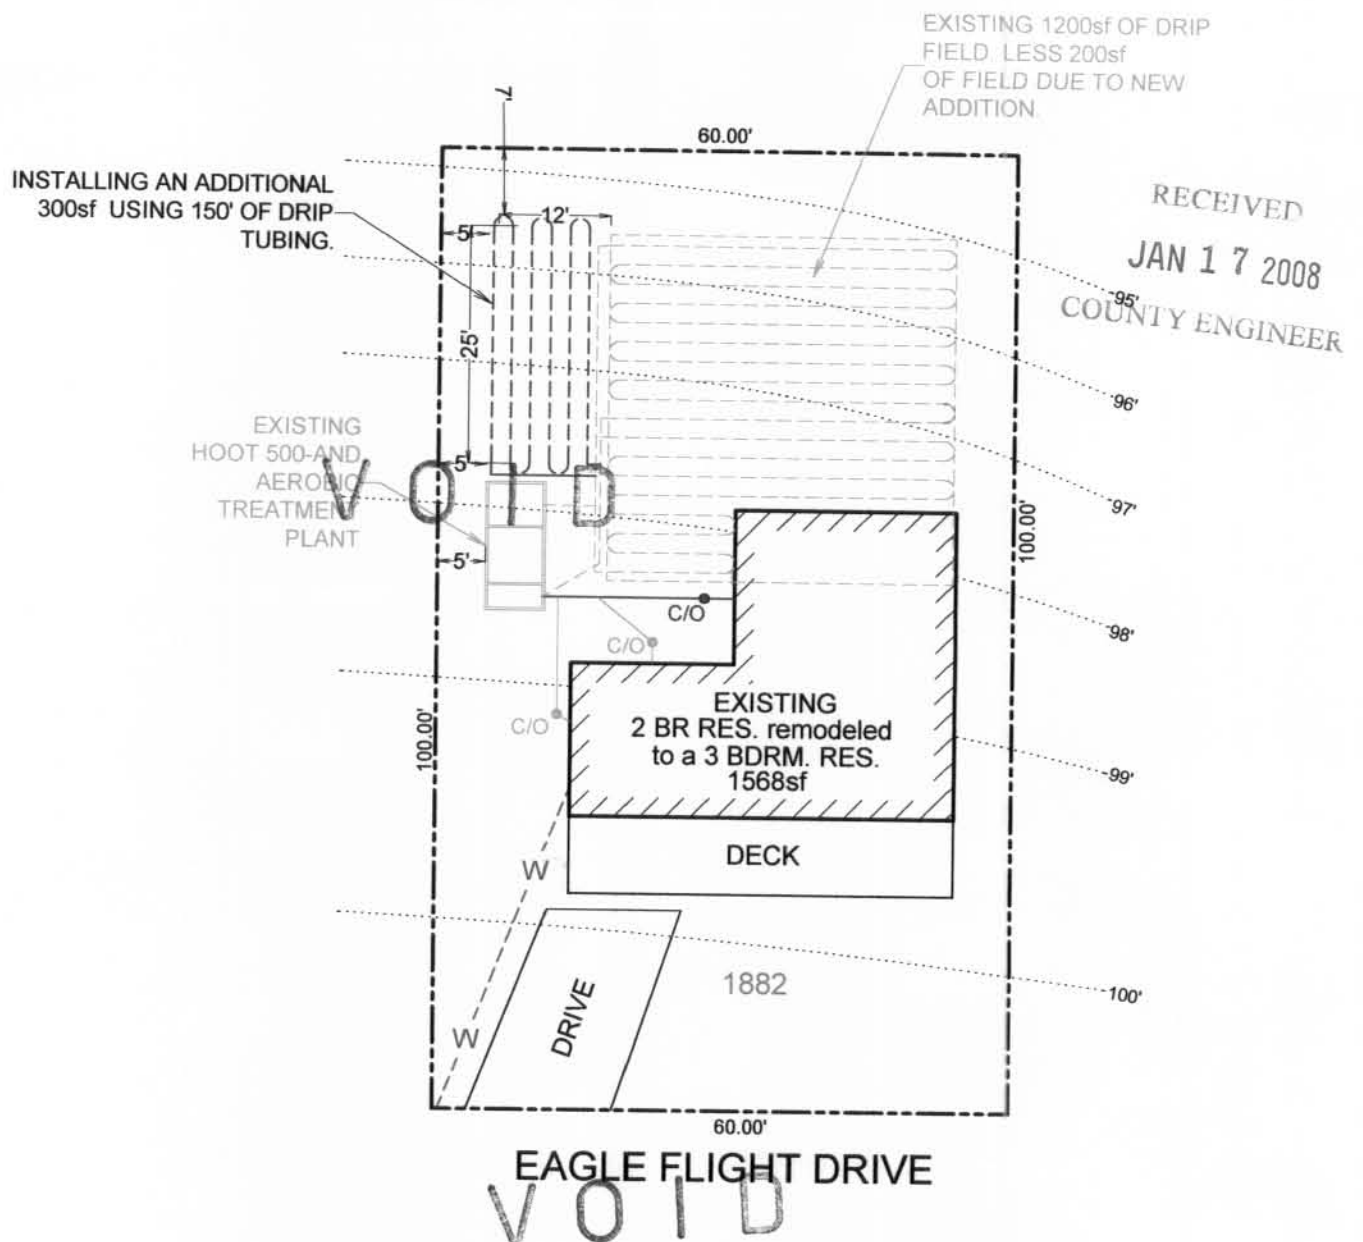 EXISTING 1200sf OF DRIP
FIELD. LESS 200sf
OF FIELD DUE TO NEW
ADDITION.
7'
60.00'
INSTALLING AN ADDITIONAL
300sf USING 150' OF DRIP
TUBING.
RECEIVED
JAN 17 2008
COUNTY ENGINEER
12'
5'
25'
95'
96'
EXISTING
HOOT 500-AND
AEROBIC
TREATMENT
PLANT
5'
VOID
97'
100.00'
5'
C/O
98'
C/O
C/O
100.00'
EXISTING
2 BR RES. remodeled
to a 3 BDRM. RES.
1568sf
99'
DECK
W
1882
100'
DRIVE
W
60.00'
EAGLE FLIGHT DRIVE
VOID